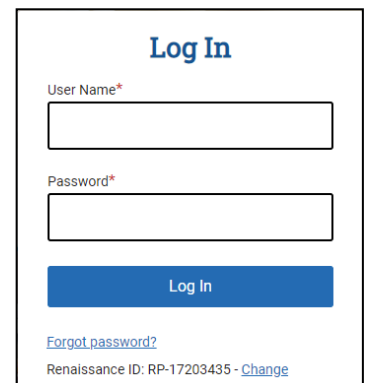 Log In
User Name*
Password*
Log In
Forgot password?
Renaissance ID: RP-17203435 - Change